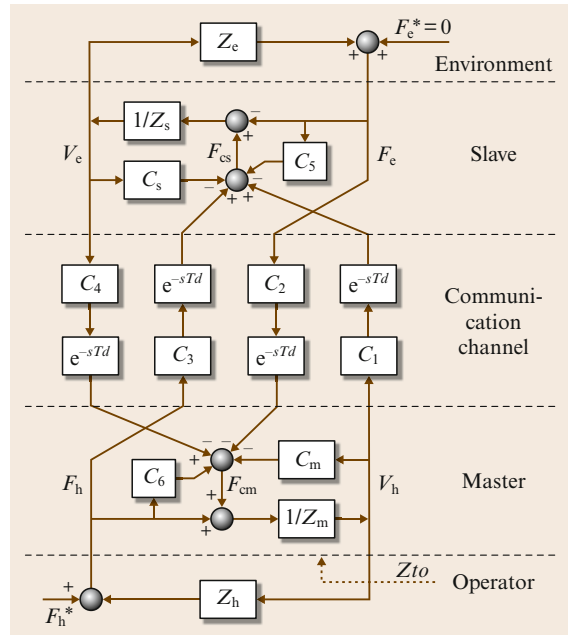 Z_e
F_e* = 0
+ +
Environment
1/Z_s
−
+
V_e
F_cs
C_5
F_e
Slave
C_s
− + + −
C_4
e^{−sTd}
C_2
e^{−sTd}
Communi-
cation
channel
e^{−sTd}
C_3
e^{−sTd}
C_1
− − −
+
C_m
C_6
F_h
F_cm
V_h
Master
+
+
1/Z_m
Zto
Operator
+
F_h*
Z_h